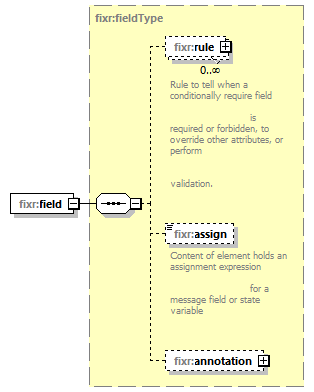 fixr:fieldType
fixr:rule
0..∞
Rule to tell when a
conditionally require field
is
required or forbidden, to
override other attributes, or
perform
validation.
fixr:field
fixr:assign
Content of element holds an
assignment expression
for a
message field or state
variable
fixr:annotation